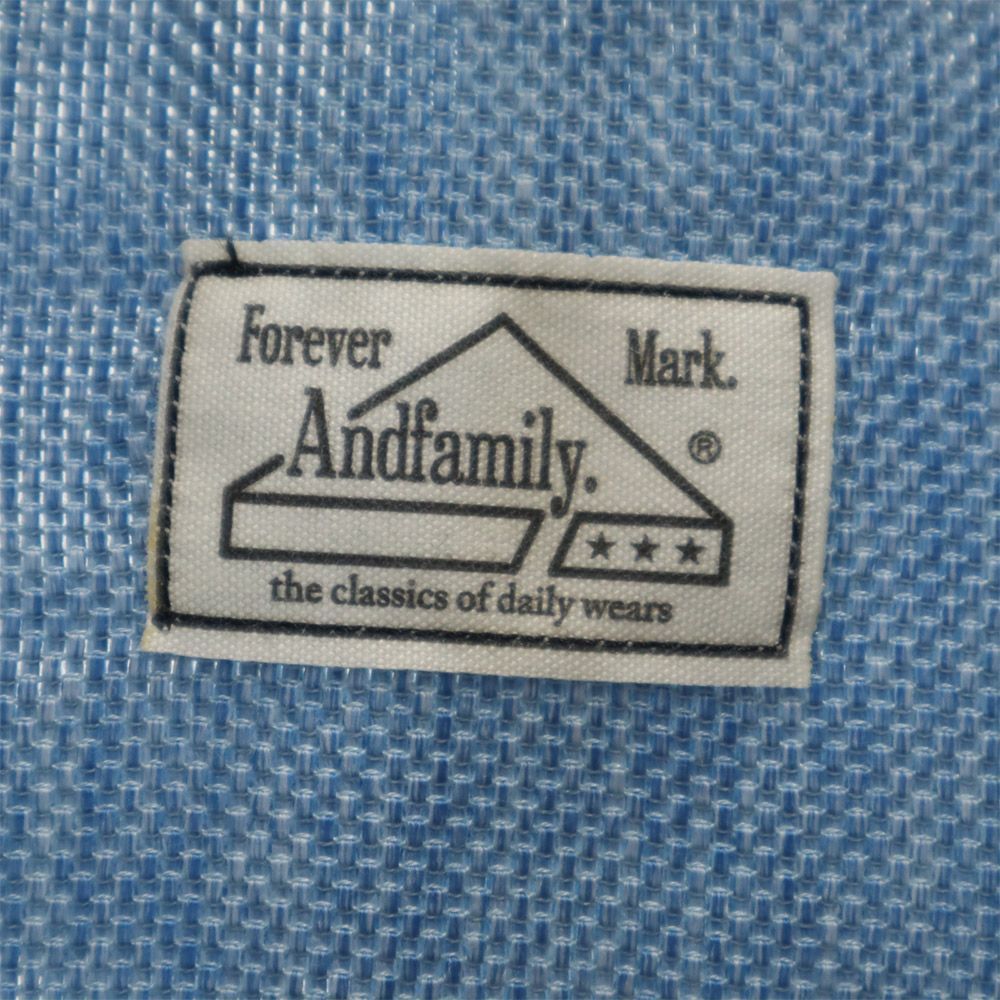 Forever Mark.
Andfamily.
®
the classics of daily wears